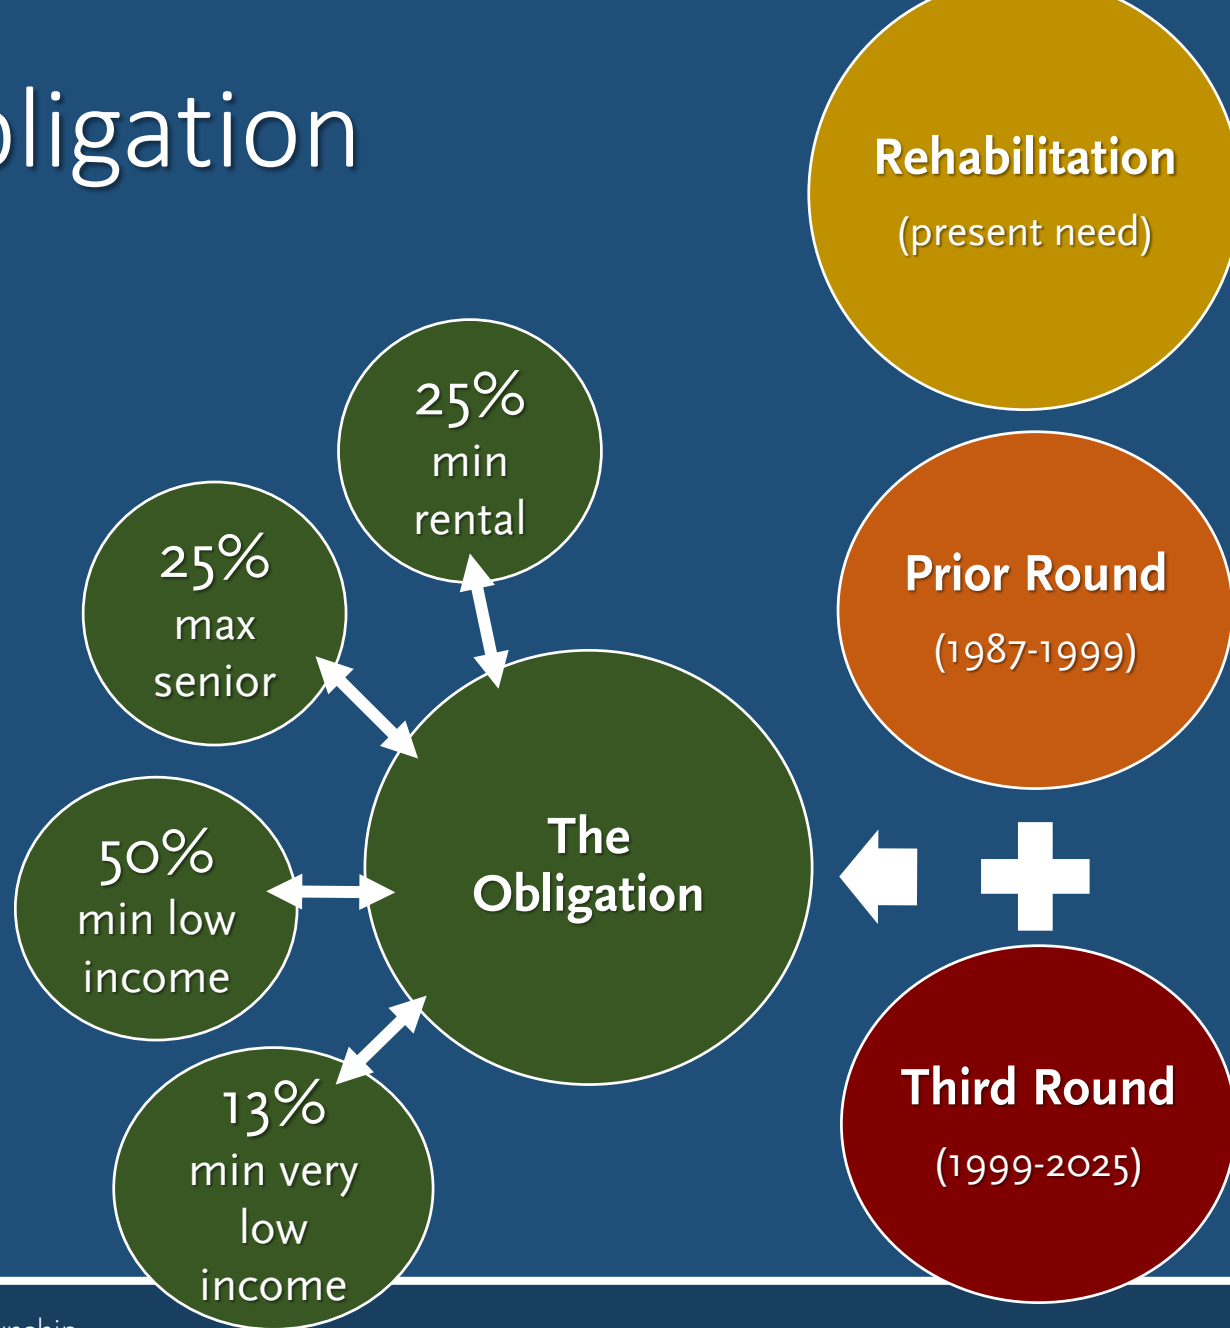 bligation
Rehabilitation
(present need)
25%
min
rental
25%
max
senior
Prior Round
(1987-1999)
The
Obligation
50%
min low
income
13%
min very
low
income
Third Round
(1999-2025)